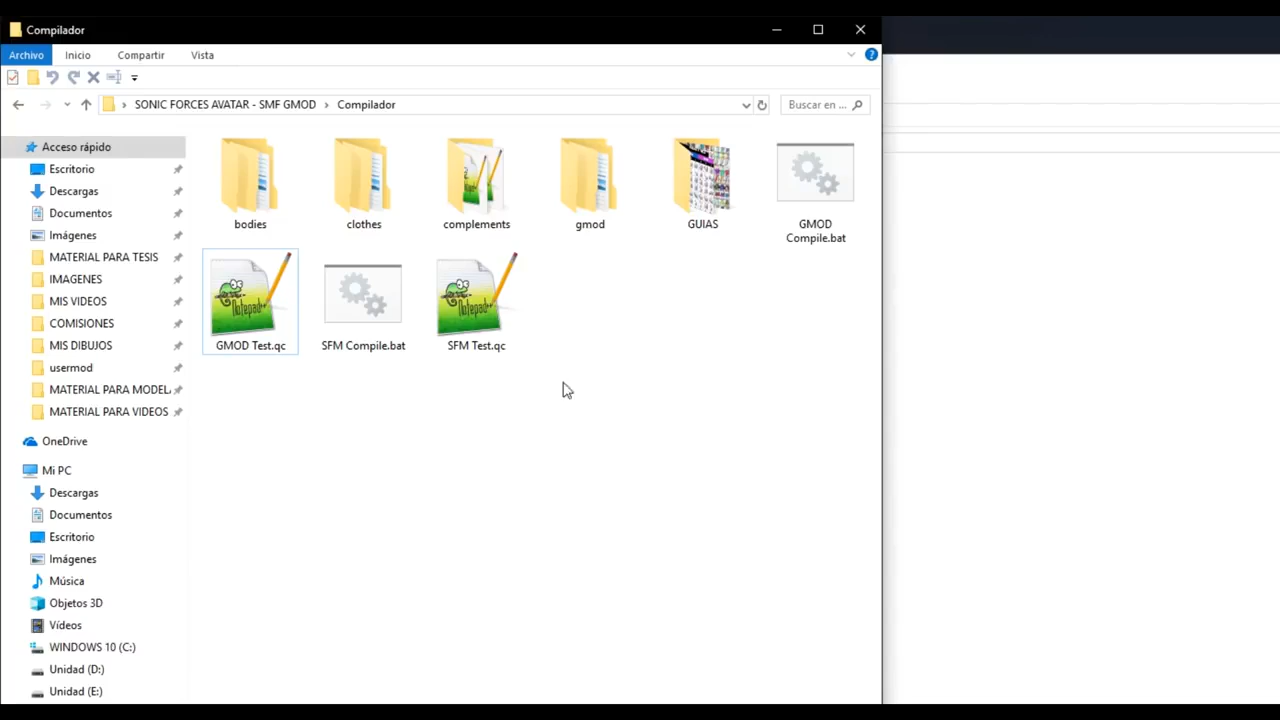 Compilador
Archivo Inicio Compartir Vista
SONIC FORCES AVATAR - SMF GMOD > Compilador
Buscar en ...
Acceso rápido
Escritorio
Descargas
Documentos
Imágenes
MATERIAL PARA TESIS
IMAGENES
MIS VIDEOS
COMISIONES
MIS DIBUJOS
usermod
MATERIAL PARA MODEL
MATERIAL PARA VIDEOS
OneDrive
Mi PC
Descargas
Documentos
Escritorio
Imágenes
Música
Objetos 3D
Vídeos
WINDOWS 10 (C:)
Unidad (D:)
Unidad (E:)
bodies
clothes
complements
gmod
GUIAS
GMOD
Compile.bat
GMOD Test.qc
SFM Compile.bat
SFM Test.qc